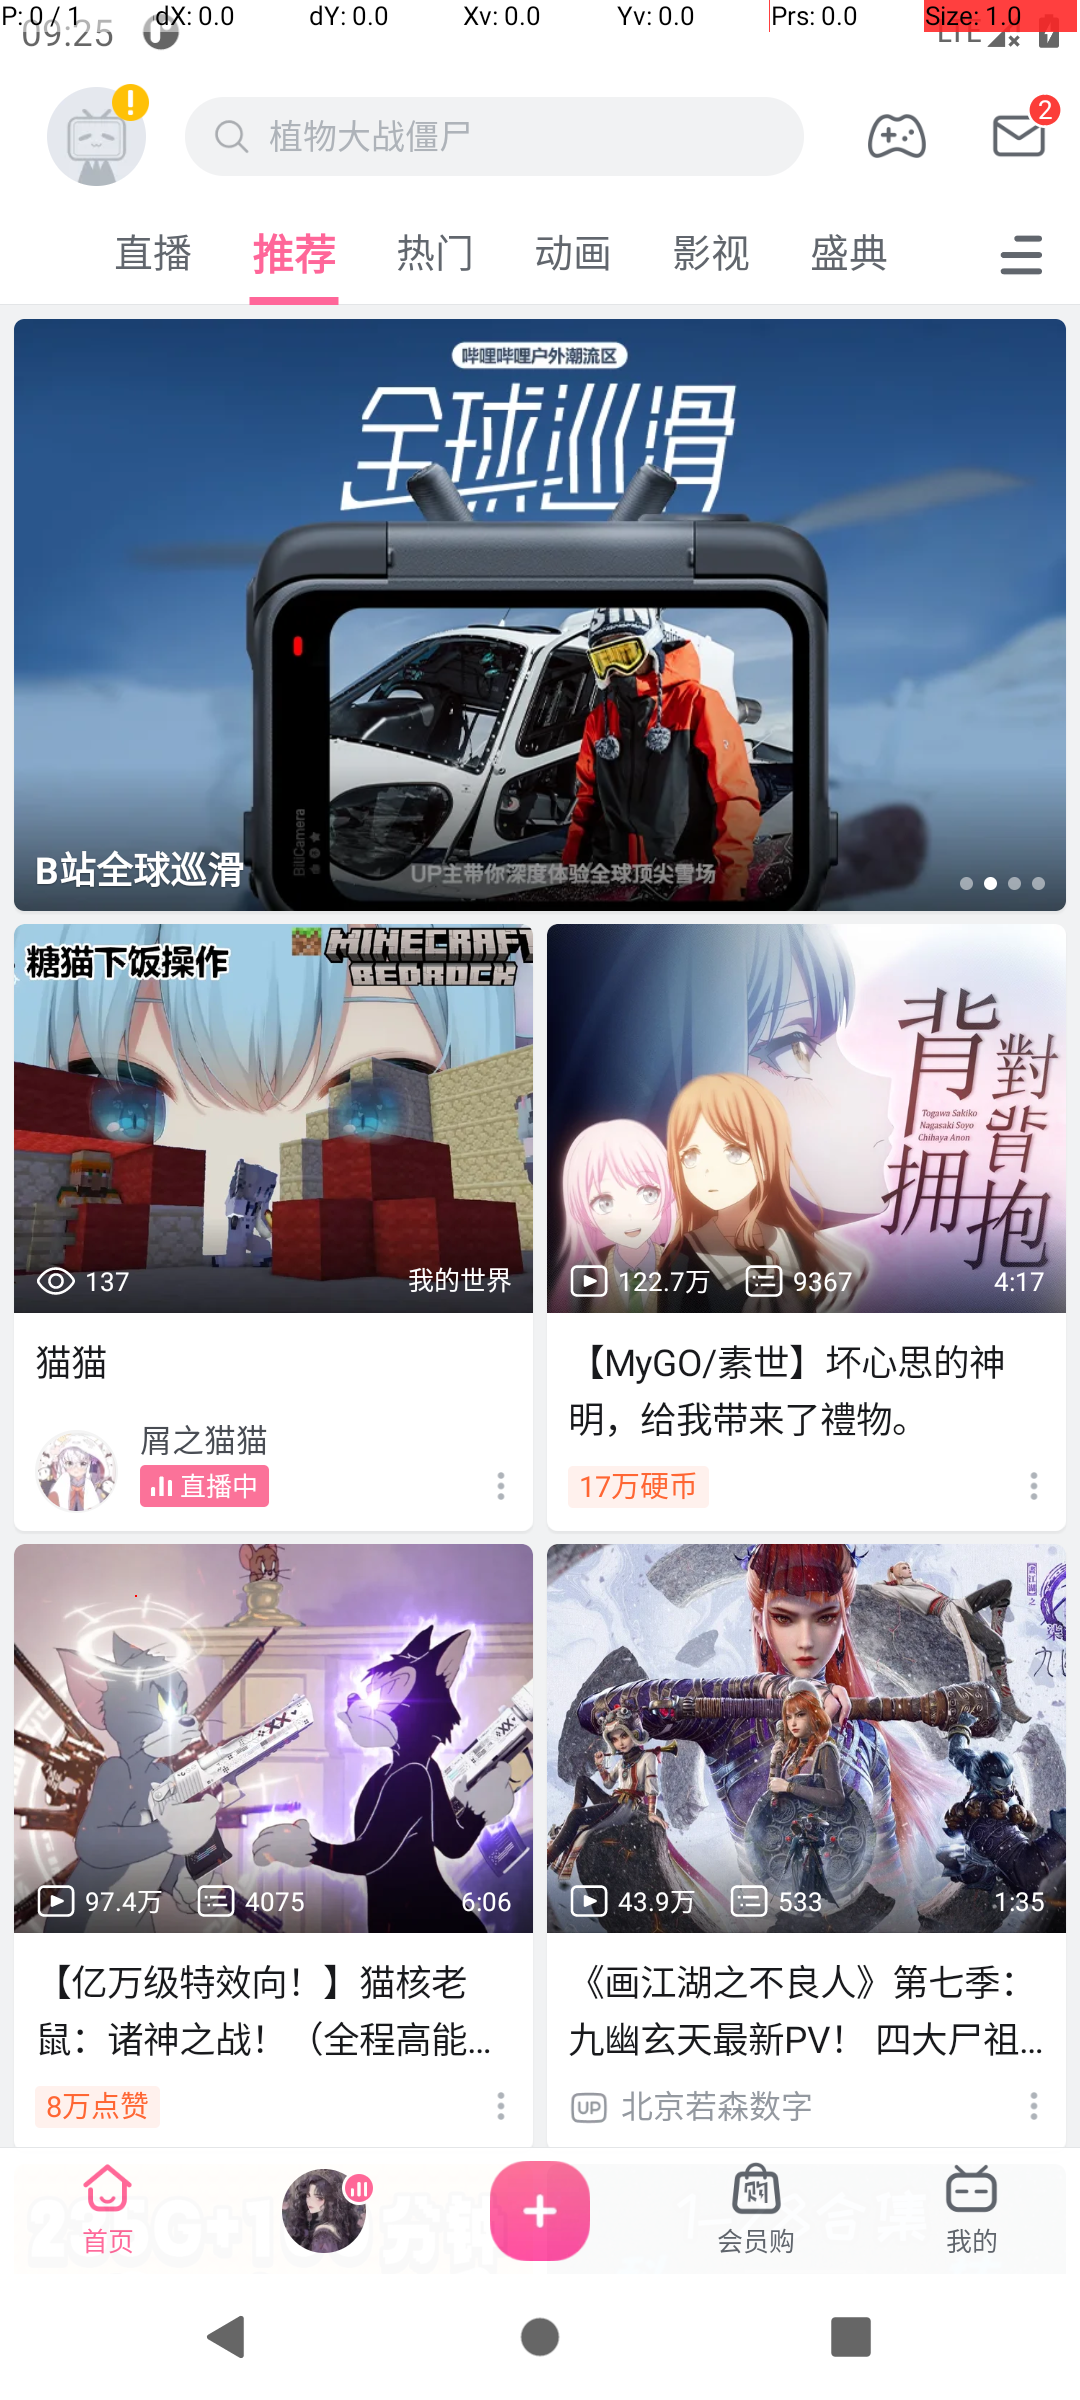 P: 0 / 1
dX: 0.0
dY: 0.0
Xv: 0.0
Yv: 0.0
Prs: 0.0
Size: 1.0
09:25
LTE
植物大战僵尸
2
直播
推荐
热门
动画
影视
盛典
哔哩哔哩户外潮流区
全球巡滑
BiliCamera
UP主带你深度体验全球顶尖雪场
B站全球巡滑
糖猫下饭操作
MINECRAFT
BEDROCK
137
我的世界
猫猫
屑之猫猫
直播中
背對背擁抱
Togawa Sakiko
Nagasaki Soyo
Chihaya Anon
122.7万
9367
4:17
【MyGO/素世】坏心思的神
明，给我带来了禮物。
17万硬币
97.4万
4075
6:06
【亿万级特效向！】猫核老
鼠：诸神之战！（全程高能...
8万点赞
43.9万
533
1:35
《画江湖之不良人》第七季：
九幽玄天最新PV！ 四大尸祖...
UP 北京若森数字
首页
会员购
我的